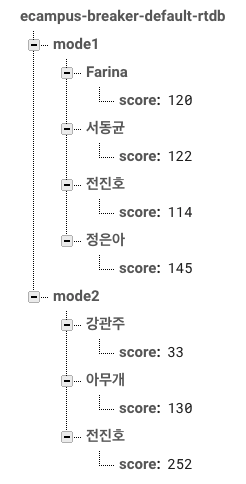 ecampus-breaker-default-rtdb
mode1
Farina
score: 120
서동균
score: 122
전진호
score: 114
정은아
score: 145
mode2
강관주
score: 33
아무개
score: 130
전진호
score: 252